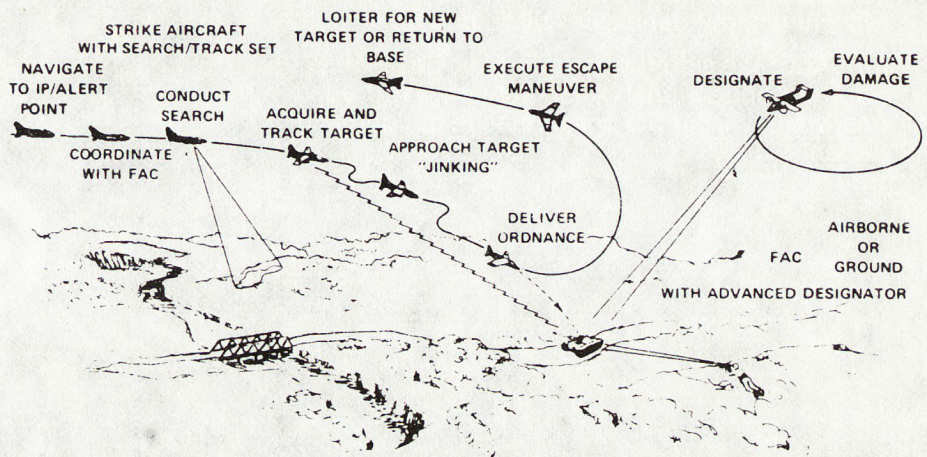 STRIKE AIRCRAFT
WITH SEARCH/TRACK SET
NAVIGATE
TO IP/ALERT
POINT
COORDINATE
WITH FAC
CONDUCT
SEARCH
ACQUIRE AND
TRACK TARGET
APPROACH TARGET
"JINKING"
DELIVER
ORDNANCE
EXECUTE ESCAPE
MANEUVER
LOITER FOR NEW
TARGET OR RETURN TO
BASE
DESIGNATE
EVALUATE
DAMAGE
FAC
AIRBORNE
OR
GROUND
WITH ADVANCED DESIGNATOR